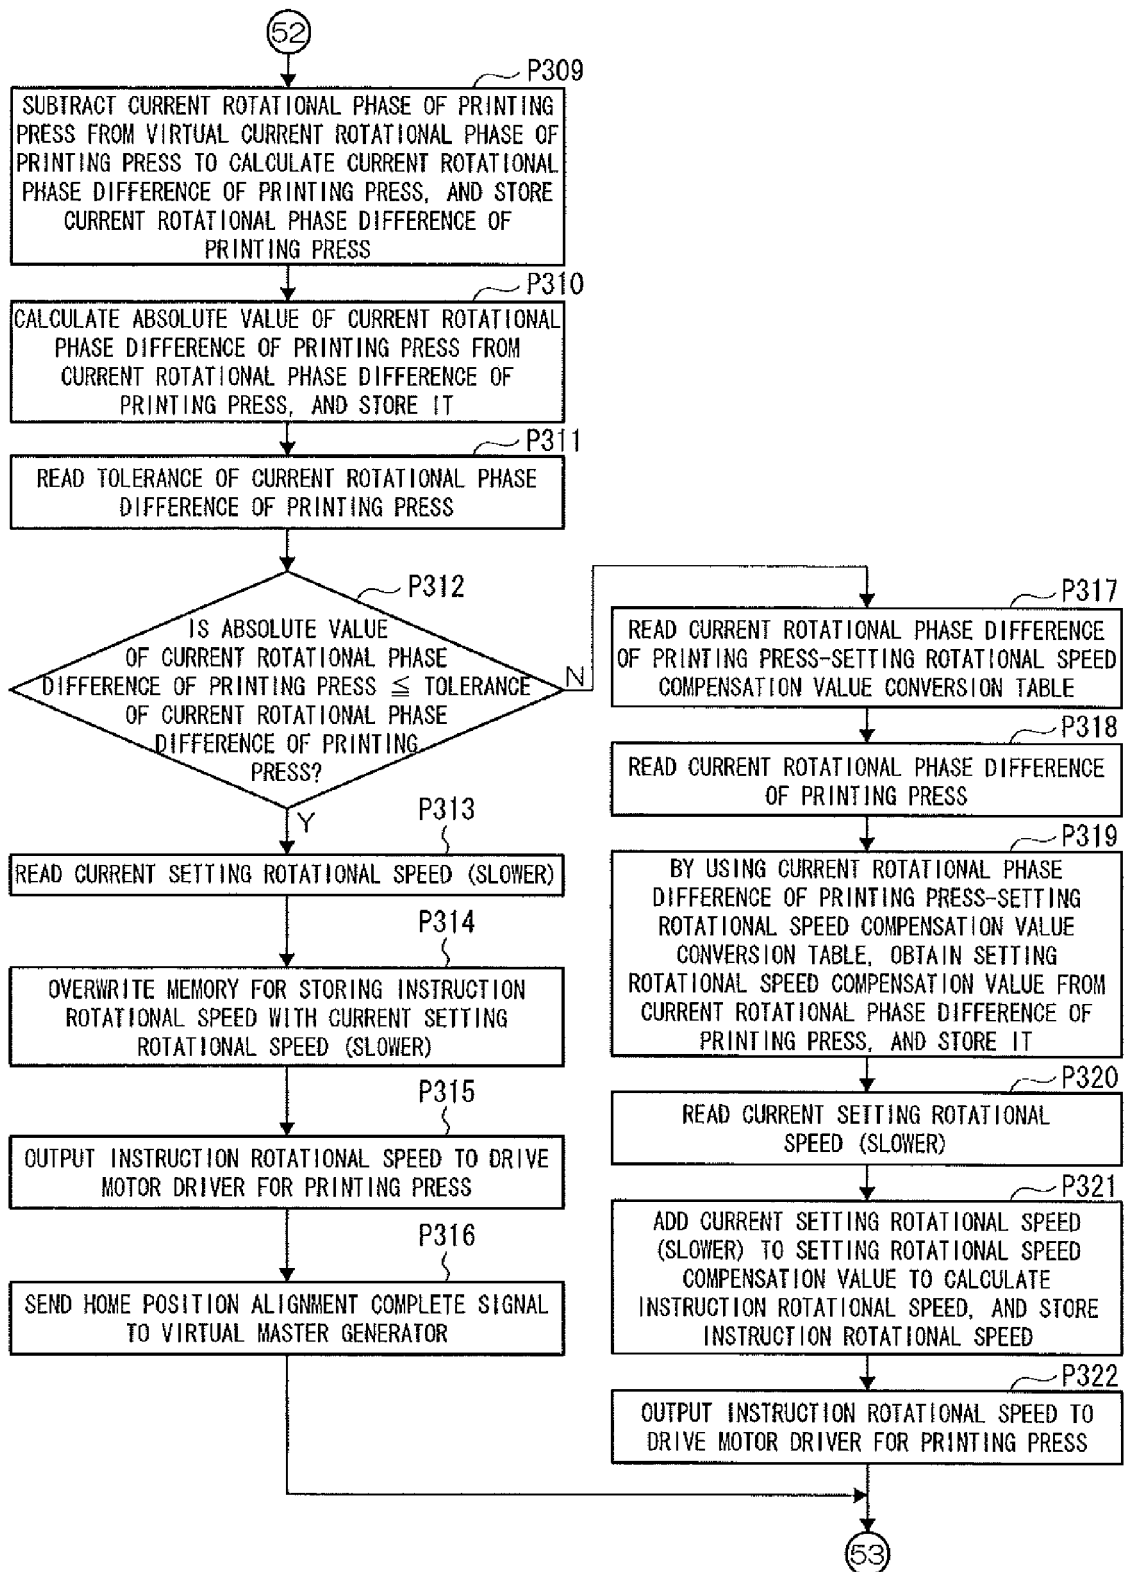 52
P309
SUBTRACT CURRENT ROTATIONAL PHASE OF PRINTING
PRESS FROM VIRTUAL CURRENT ROTATIONAL PHASE OF
PRINTING PRESS TO CALCULATE CURRENT ROTATIONAL
PHASE DIFFERENCE OF PRINTING PRESS, AND STORE
CURRENT ROTATIONAL PHASE DIFFERENCE OF
PRINTING PRESS
P310
CALCULATE ABSOLUTE VALUE OF CURRENT ROTATIONAL
PHASE DIFFERENCE OF PRINTING PRESS FROM
CURRENT ROTATIONAL PHASE DIFFERENCE OF
PRINTING PRESS, AND STORE IT
P311
READ TOLERANCE OF CURRENT ROTATIONAL PHASE
DIFFERENCE OF PRINTING PRESS
P312
IS ABSOLUTE VALUE
OF CURRENT ROTATIONAL PHASE
DIFFERENCE OF PRINTING PRESS ≦ TOLERANCE
OF CURRENT ROTATIONAL PHASE
DIFFERENCE OF PRINTING
PRESS?
N
Y
P313
READ CURRENT SETTING ROTATIONAL SPEED (SLOWER)
P314
OVERWRITE MEMORY FOR STORING INSTRUCTION
ROTATIONAL SPEED WITH CURRENT SETTING
ROTATIONAL SPEED (SLOWER)
P315
OUTPUT INSTRUCTION ROTATIONAL SPEED TO DRIVE
MOTOR DRIVER FOR PRINTING PRESS
P316
SEND HOME POSITION ALIGNMENT COMPLETE SIGNAL
TO VIRTUAL MASTER GENERATOR
P317
READ CURRENT ROTATIONAL PHASE DIFFERENCE
OF PRINTING PRESS-SETTING ROTATIONAL SPEED
COMPENSATION VALUE CONVERSION TABLE
P318
READ CURRENT ROTATIONAL PHASE DIFFERENCE
OF PRINTING PRESS
P319
BY USING CURRENT ROTATIONAL PHASE
DIFFERENCE OF PRINTING PRESS-SETTING
ROTATIONAL SPEED COMPENSATION VALUE
CONVERSION TABLE, OBTAIN SETTING
ROTATIONAL SPEED COMPENSATION VALUE FROM
CURRENT ROTATIONAL PHASE DIFFERENCE OF
PRINTING PRESS, AND STORE IT
P320
READ CURRENT SETTING ROTATIONAL
SPEED (SLOWER)
P321
ADD CURRENT SETTING ROTATIONAL SPEED
(SLOWER) TO SETTING ROTATIONAL SPEED
COMPENSATION VALUE TO CALCULATE
INSTRUCTION ROTATIONAL SPEED, AND STORE
INSTRUCTION ROTATIONAL SPEED
P322
OUTPUT INSTRUCTION ROTATIONAL SPEED TO
DRIVE MOTOR DRIVER FOR PRINTING PRESS
53